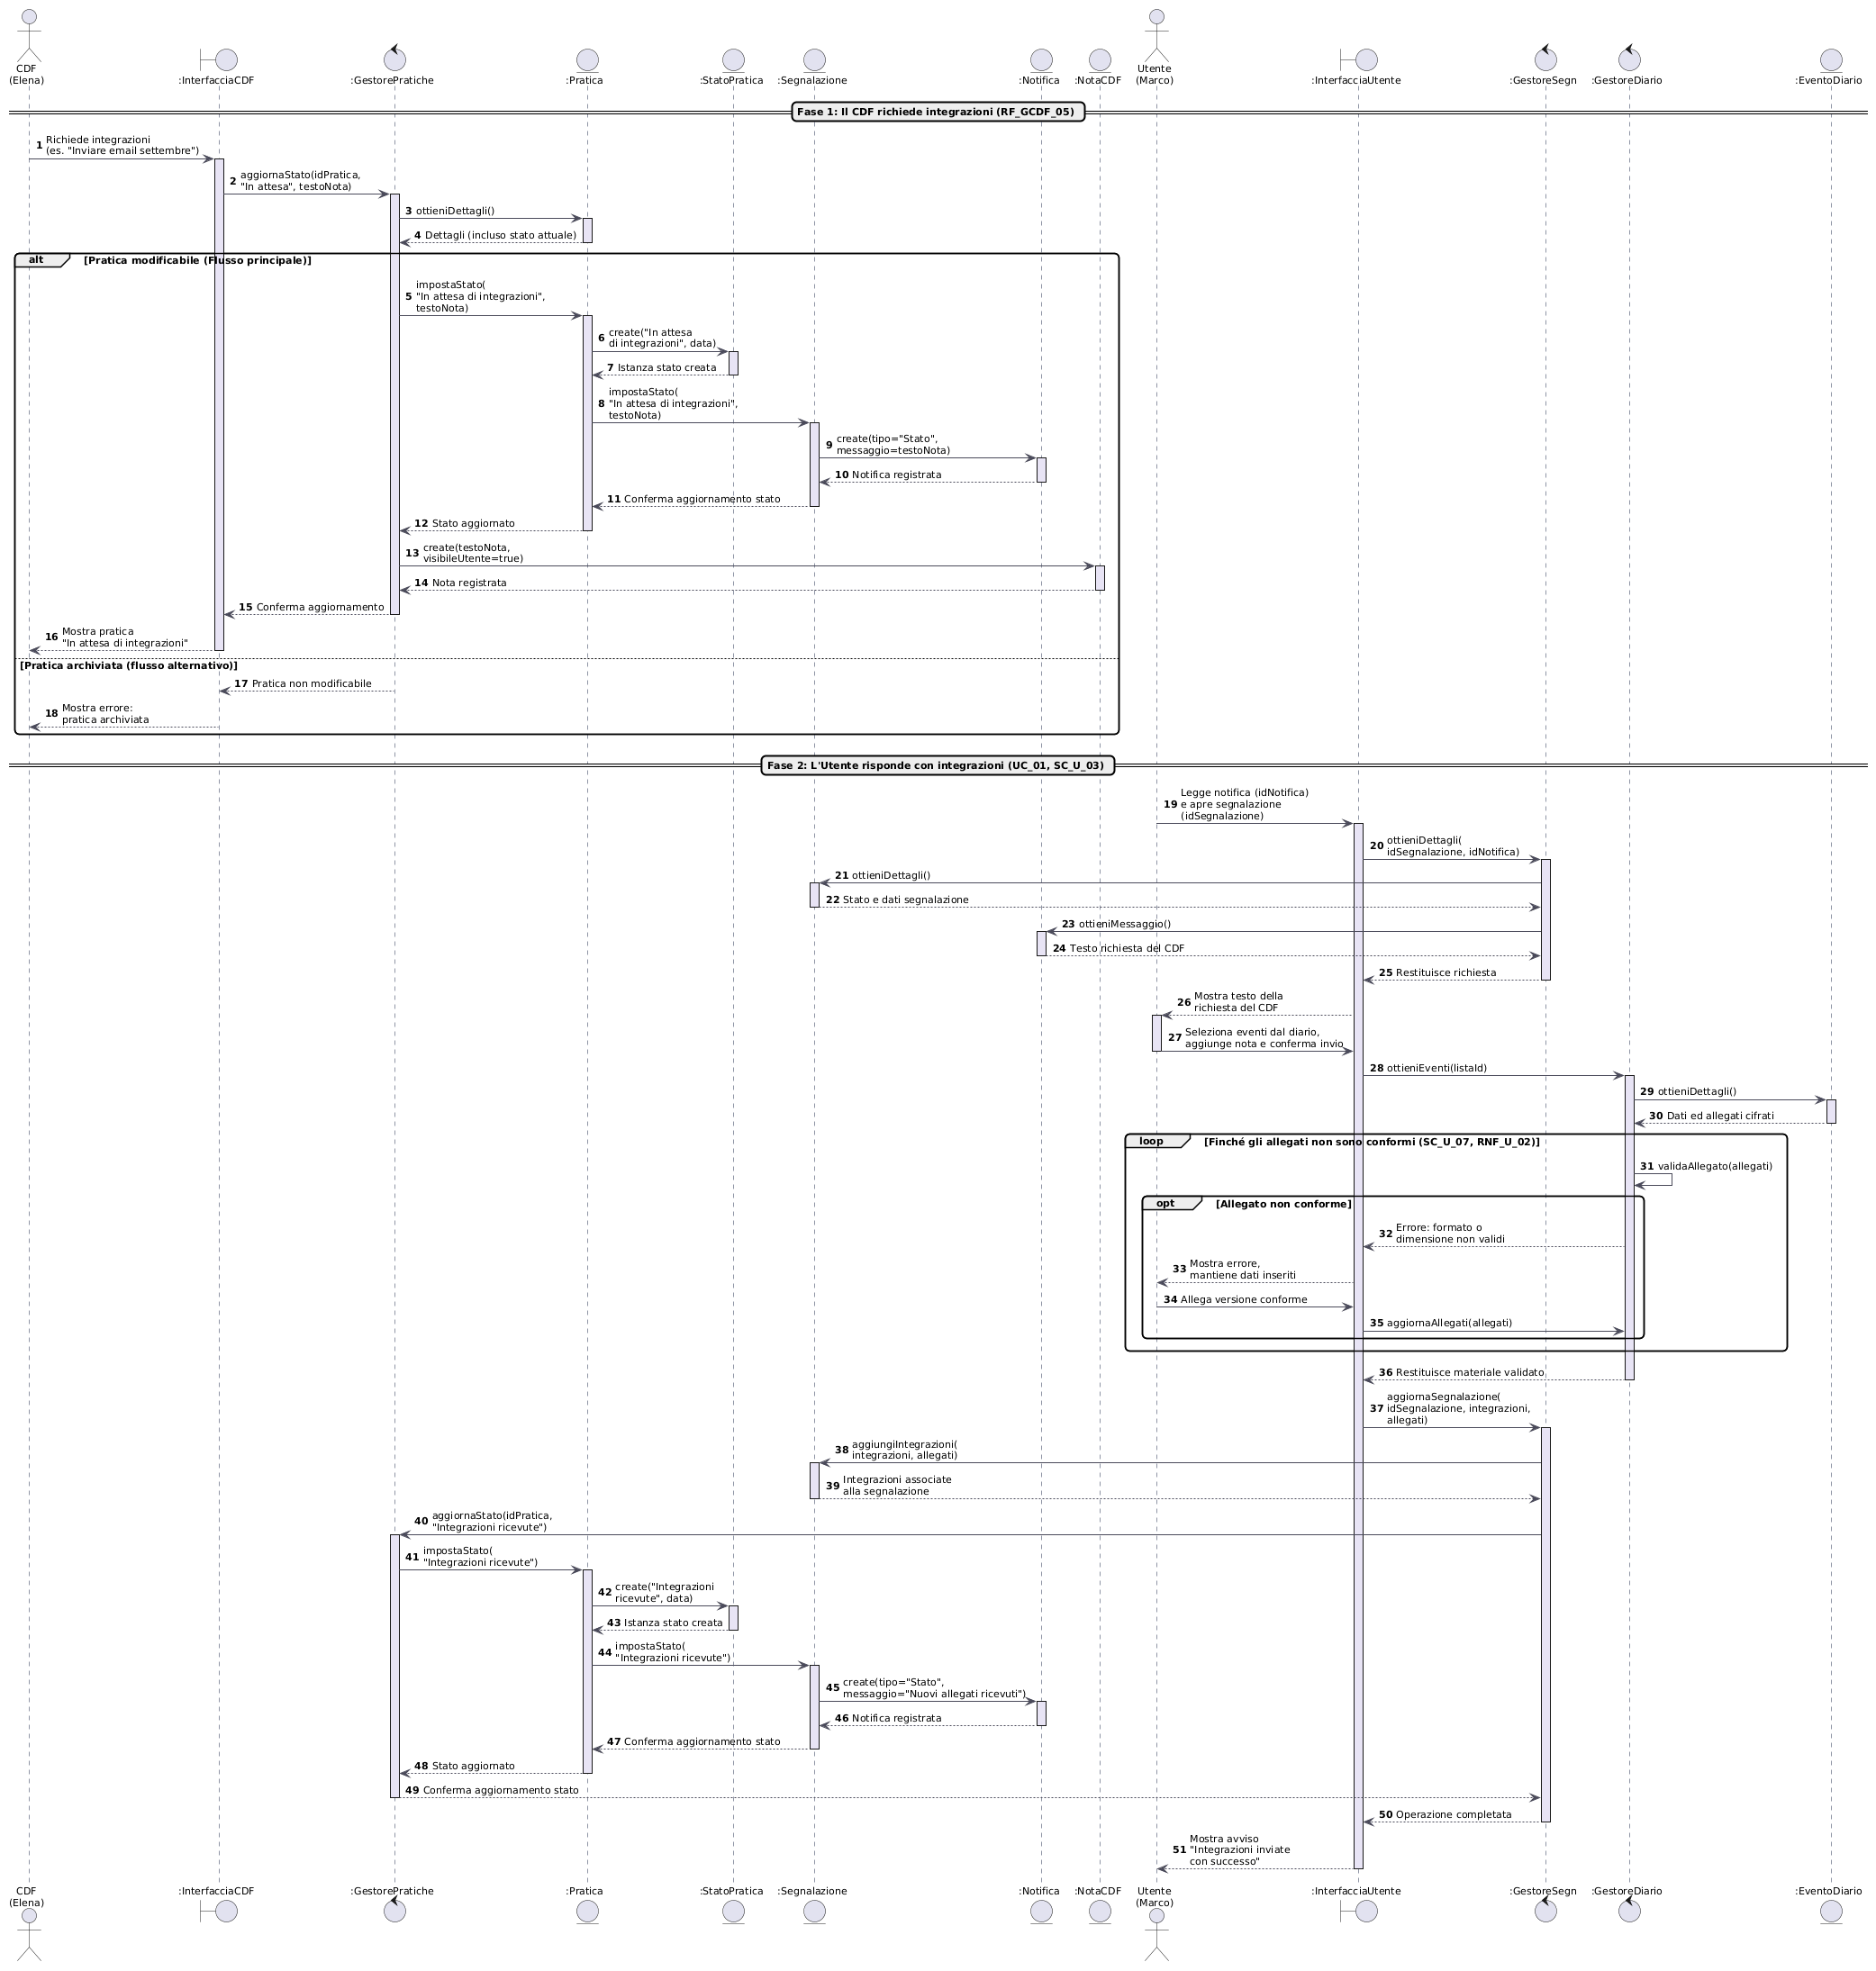 CDF
(Elena)
:InterfacciaCDF
:GestorePratiche
:Pratica
:StatoPratica
:Segnalazione
:Notifica
:NotaCDF
Utente
(Marco)
:InterfacciaUtente
:GestoreSegn
:GestoreDiario
:EventoDiario
Fase 1: Il CDF richiede integrazioni (RF_GCDF_05)
1 Richiede integrazioni
(es. "Inviare email settembre")
2 aggiornaStato(idPratica,
"In attesa", testoNota)
3 ottieniDettagli()
4 Dettagli (incluso stato attuale)
alt [Pratica modificabile (Flusso principale)]
5 impostaStato(
"In attesa di integrazioni",
testoNota)
6 create("In attesa
di integrazioni", data)
7 Istanza stato creata
8 impostaStato(
"In attesa di integrazioni",
testoNota)
9 create(tipo="Stato",
messaggio=testoNota)
10 Notifica registrata
11 Conferma aggiornamento stato
12 Stato aggiornato
13 create(testoNota,
visibileUtente=true)
14 Nota registrata
15 Conferma aggiornamento
16 Mostra pratica
"In attesa di integrazioni"
[Pratica archiviata (flusso alternativo)]
17 Pratica non modificabile
18 Mostra errore:
pratica archiviata
Fase 2: L'Utente risponde con integrazioni (UC_01, SC_U_03)
19 Legge notifica (idNotifica)
e apre segnalazione
(idSegnalazione)
20 ottieniDettagli(
idSegnalazione, idNotifica)
21 ottieniDettagli()
22 Stato e dati segnalazione
23 ottieniMessaggio()
24 Testo richiesta del CDF
25 Restituisce richiesta
26 Mostra testo della
richiesta del CDF
27 Seleziona eventi dal diario,
aggiunge nota e conferma invio
28 ottieniEventi(listaId)
29 ottieniDettagli()
30 Dati ed allegati cifrati
loop [Finché gli allegati non sono conformi (SC_U_07, RNF_U_02)]
31 validaAllegato(allegati)
opt [Allegato non conforme]
32 Errore: formato o
dimensione non validi
33 Mostra errore,
mantiene dati inseriti
34 Allega versione conforme
35 aggiornaAllegati(allegati)
36 Restituisce materiale validato
37 aggiornaSegnalazione(
idSegnalazione, integrazioni,
allegati)
38 aggiungiIntegrazioni(
integrazioni, allegati)
39 Integrazioni associate
alla segnalazione
40 aggiornaStato(idPratica,
"Integrazioni ricevute")
41 impostaStato(
"Integrazioni ricevute")
42 create("Integrazioni
ricevute", data)
43 Istanza stato creata
44 impostaStato(
"Integrazioni ricevute")
45 create(tipo="Stato",
messaggio="Nuovi allegati ricevuti")
46 Notifica registrata
47 Conferma aggiornamento stato
48 Stato aggiornato
49 Conferma aggiornamento stato
50 Operazione completata
51 Mostra avviso
"Integrazioni inviate
con successo"
CDF
(Elena)
:InterfacciaCDF
:GestorePratiche
:Pratica
:StatoPratica
:Segnalazione
:Notifica
:NotaCDF
Utente
(Marco)
:InterfacciaUtente
:GestoreSegn
:GestoreDiario
:EventoDiario